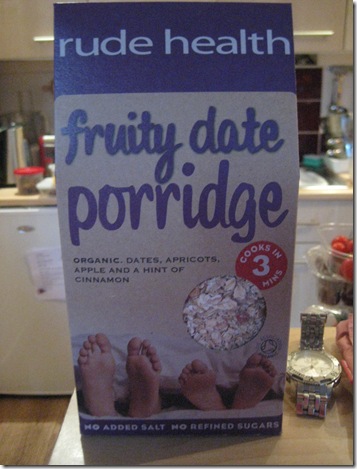 rude health
fruity date
porridge
ORGANIC. DATES, APRICOTS,
APPLE AND A HINT OF
CINNAMON
COOKS IN
3
MINS
NO ADDED SALT NO REFINED SUGARS